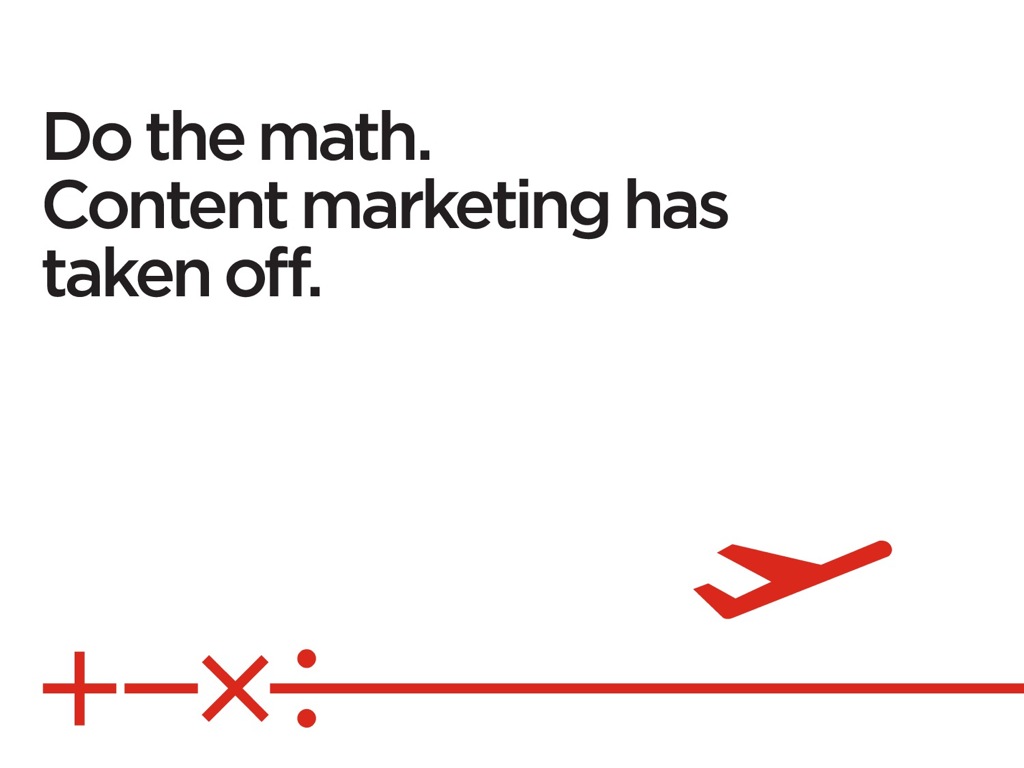 Do the math.
Content marketing has
taken off.
+−×÷